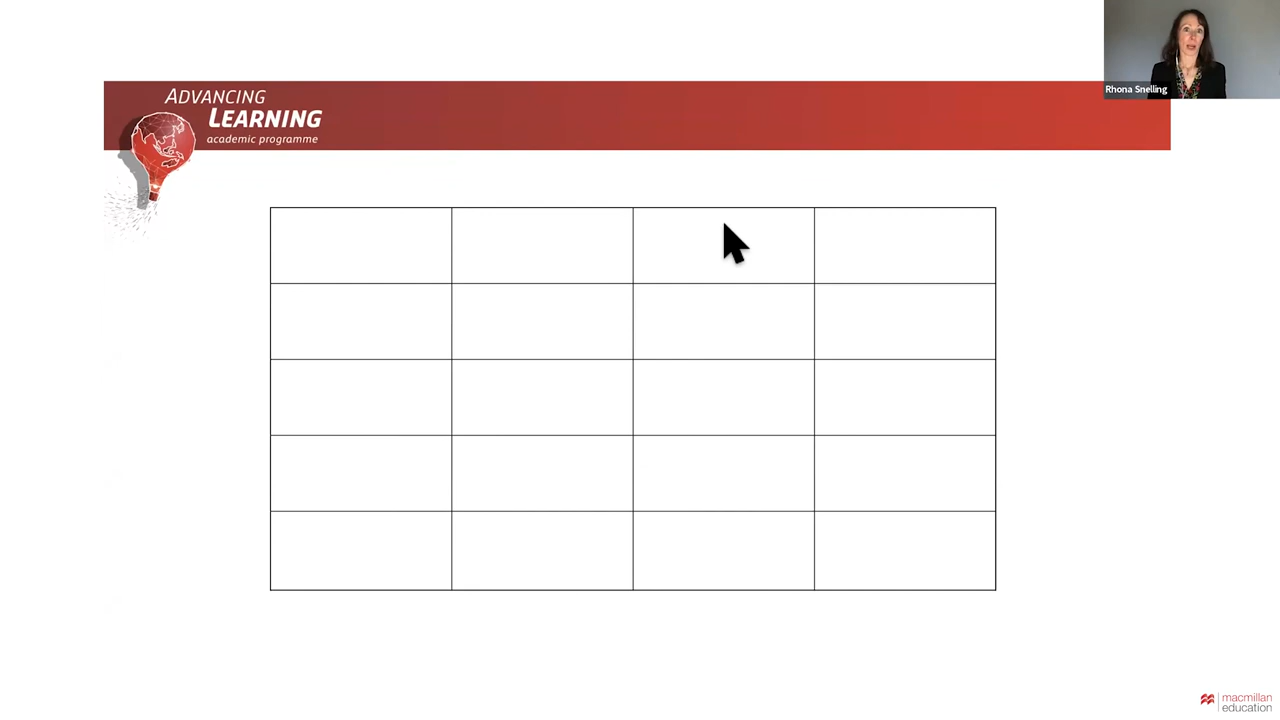 Rhona Snelling
ADVANCING
LEARNING
academic programme
macmillan
education